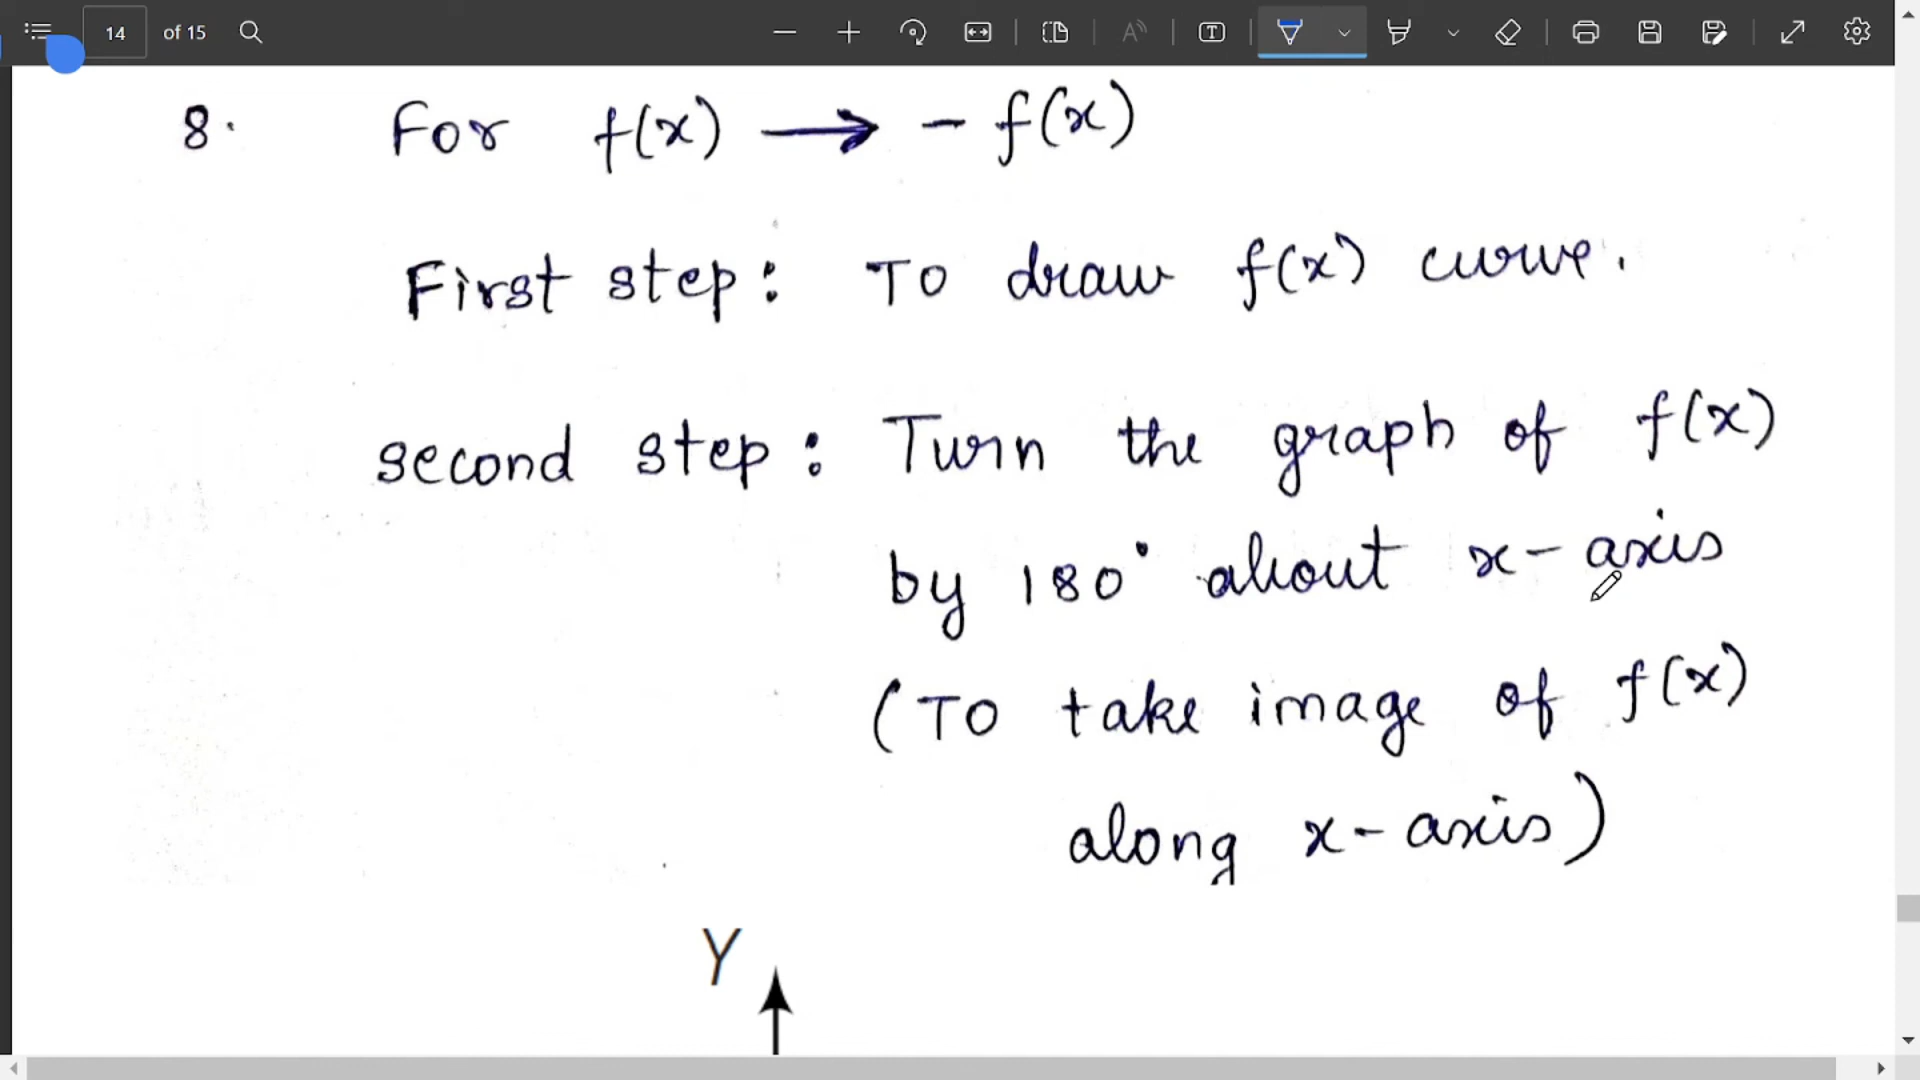 14 of 15
8. For f(x) → - f(x)
First step: To draw f(x) curve.
second step: Turn the graph of f(x)
by 180° about x-axis
(To take image of f(x)
along x-axis)
Y